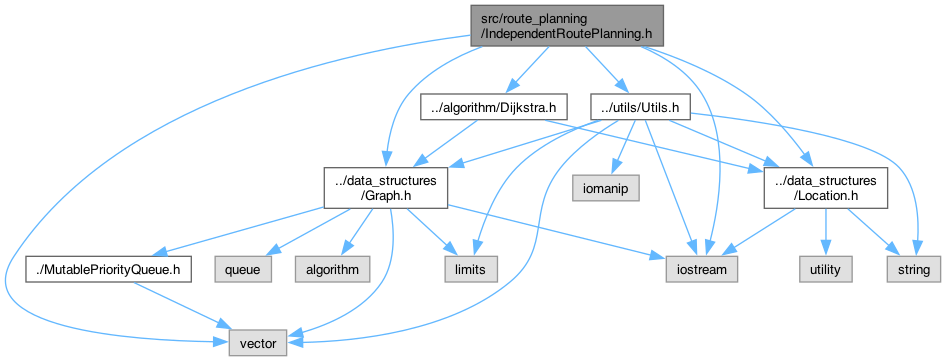 src/route_planning
/IndependentRoutePlanning.h
../algorithm/Dijkstra.h
../utils/Utils.h
../data_structures
/Graph.h
iomanip
../data_structures
/Location.h
./MutablePriorityQueue.h
queue
algorithm
limits
iostream
utility
string
vector